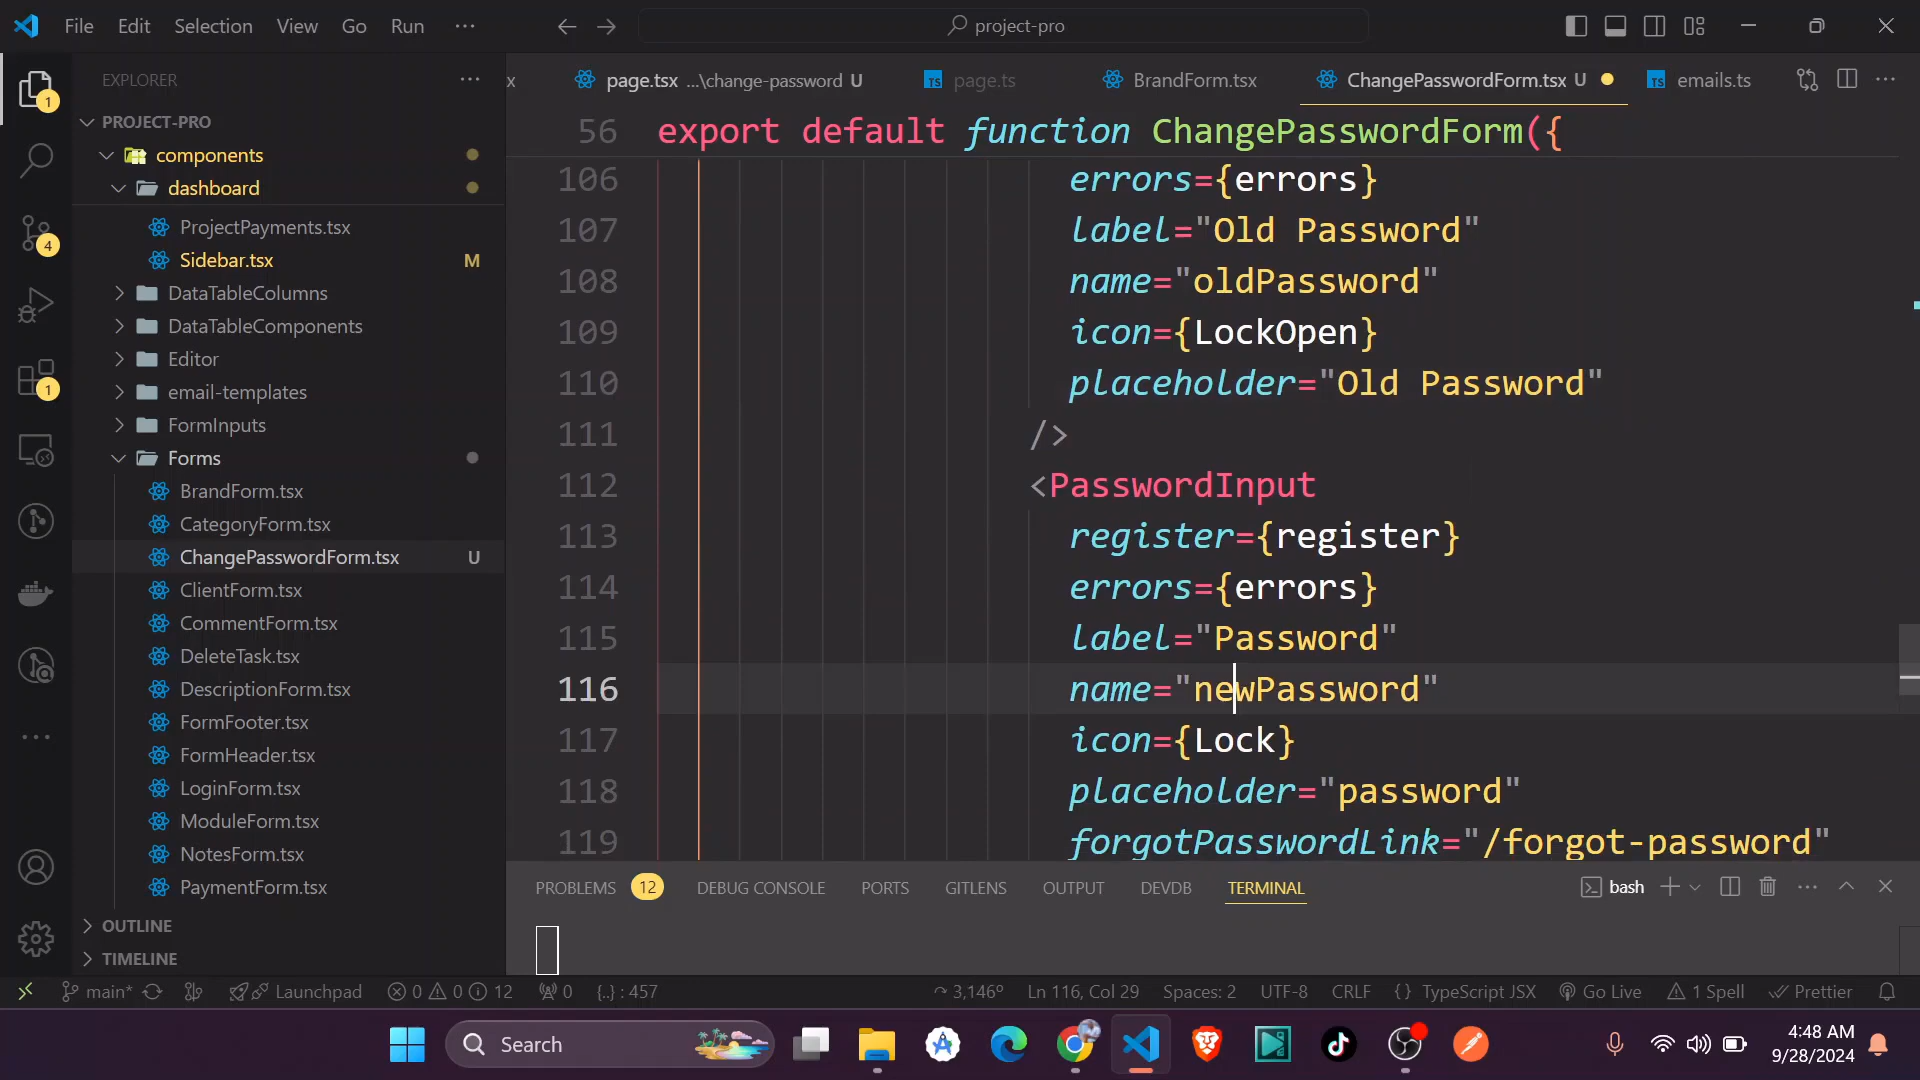 File Edit Selection View Go Run ··· project-pro
EXPLORER ···
PROJECT-PRO
components
dashboard
ProjectPayments.tsx
Sidebar.tsx M
DataTableColumns
DataTableComponents
Editor
email-templates
FormInputs
Forms
BrandForm.tsx
CategoryForm.tsx
ChangePasswordForm.tsx U
ClientForm.tsx
CommentForm.tsx
DeleteTask.tsx
DescriptionForm.tsx
FormFooter.tsx
FormHeader.tsx
LoginForm.tsx
ModuleForm.tsx
NotesForm.tsx
PaymentForm.tsx
OUTLINE
TIMELINE
1
4
1
x page.tsx ...\change-password U page.ts BrandForm.tsx ChangePasswordForm.tsx U emails.ts ···
56 export default function ChangePasswordForm({
106 errors={errors}
107 label="Old Password"
108 name="oldPassword"
109 icon={LockOpen}
110 placeholder="Old Password"
111 />
112 <PasswordInput
113 register={register}
114 errors={errors}
115 label="Password"
116 name="newPassword"
117 icon={Lock}
118 placeholder="password"
119 forgotPasswordLink="/forgot-password"
PROBLEMS 12 DEBUG CONSOLE PORTS GITLENS OUTPUT DEVDB TERMINAL bash ···
main* Launchpad 0 0 12 0 {..} : 457 3,146º Ln 116, Col 29 Spaces: 2 UTF-8 CRLF {} TypeScript JSX Go Live 1 Spell Prettier
Search
4:48 AM
9/28/2024